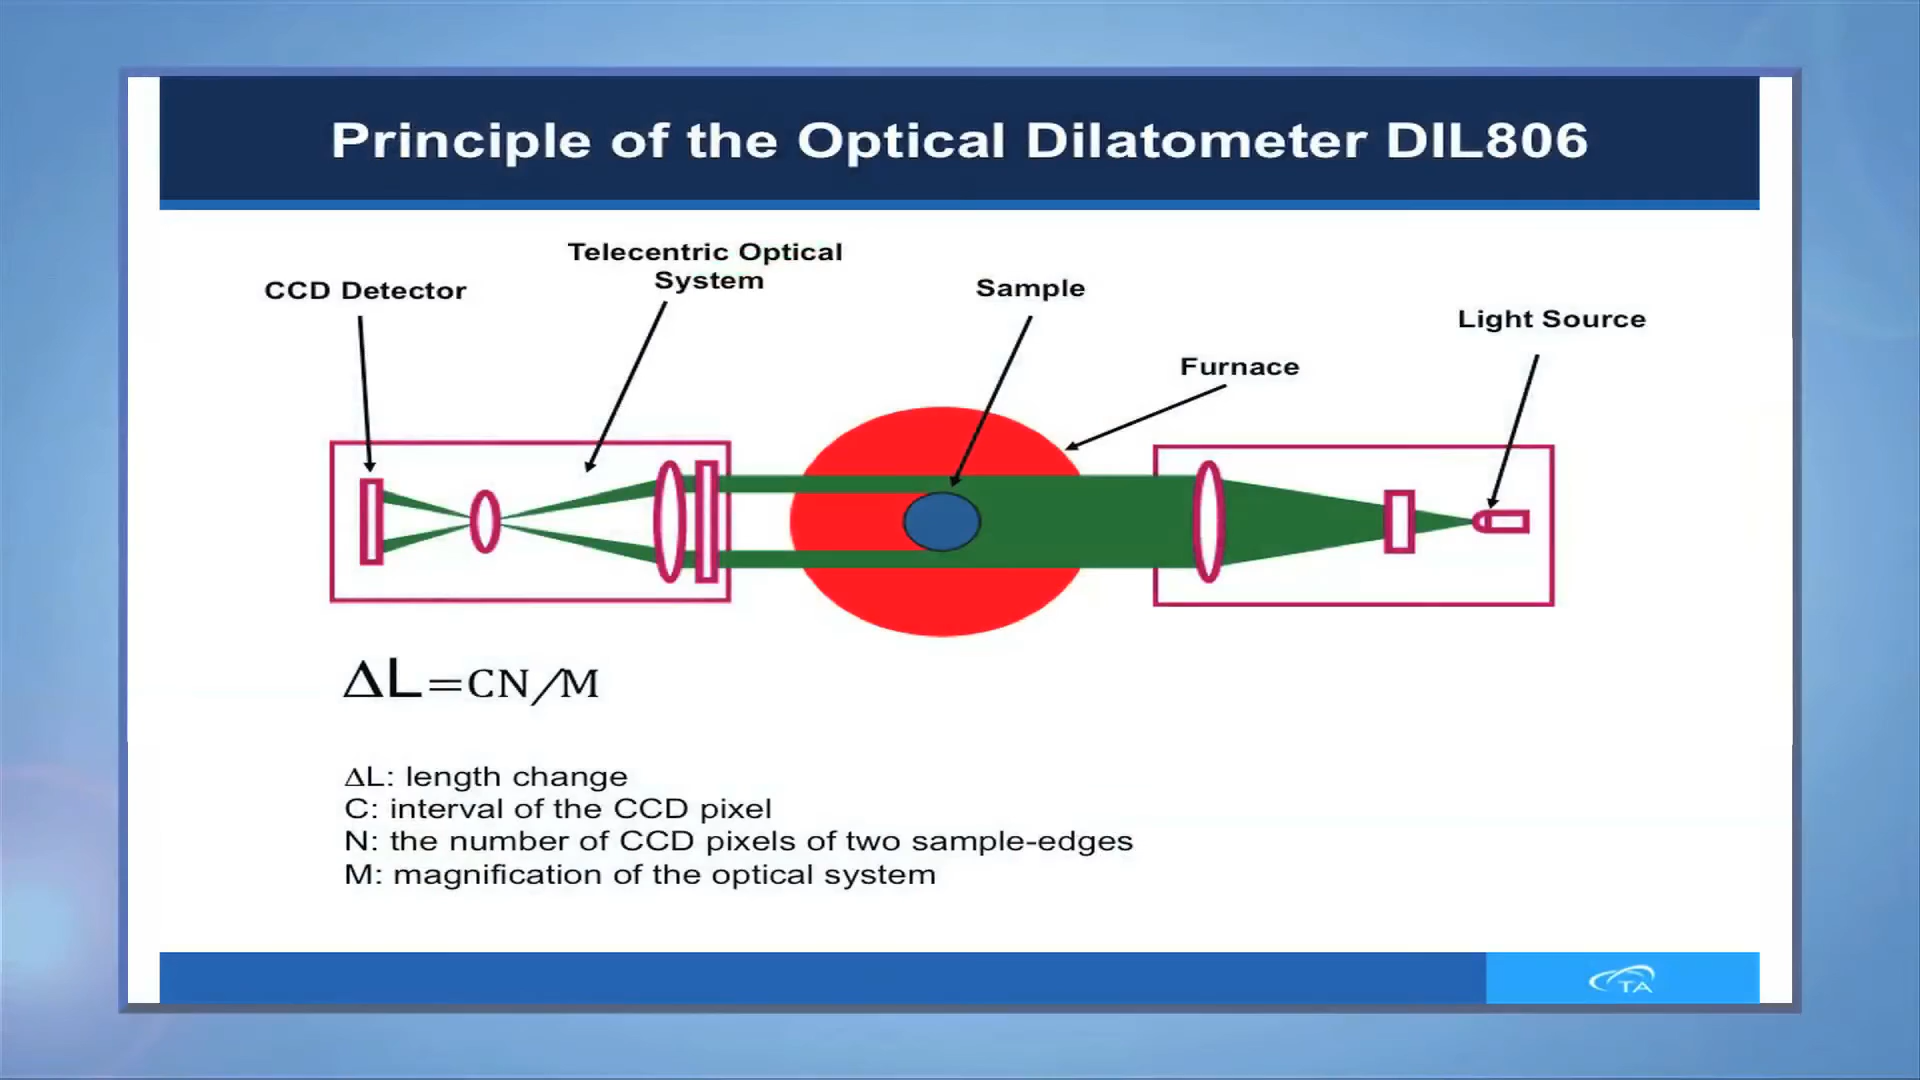 Principle of the Optical Dilatometer DIL806
Telecentric Optical
System
CCD Detector
Sample
Light Source
Furnace
ΔL=CN/M
ΔL: length change
C: interval of the CCD pixel
N: the number of CCD pixels of two sample-edges
M: magnification of the optical system
TA